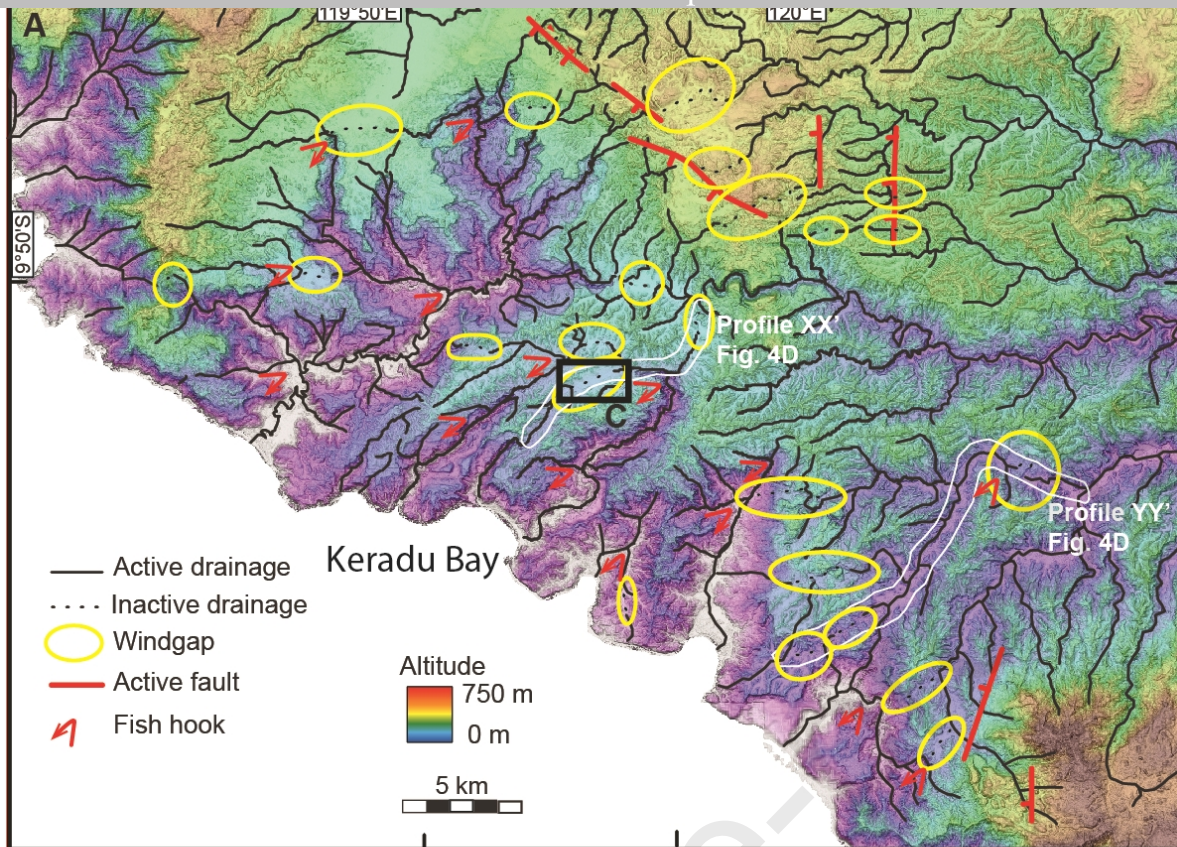 A
119°50'E
120°E
9°50'S
Profile XX'
Fig. 4D
C
Profile YY'
Fig. 4D
Keradu Bay
Active drainage
Inactive drainage
Windgap
Active fault
Fish hook
Altitude
750 m
0 m
5 km